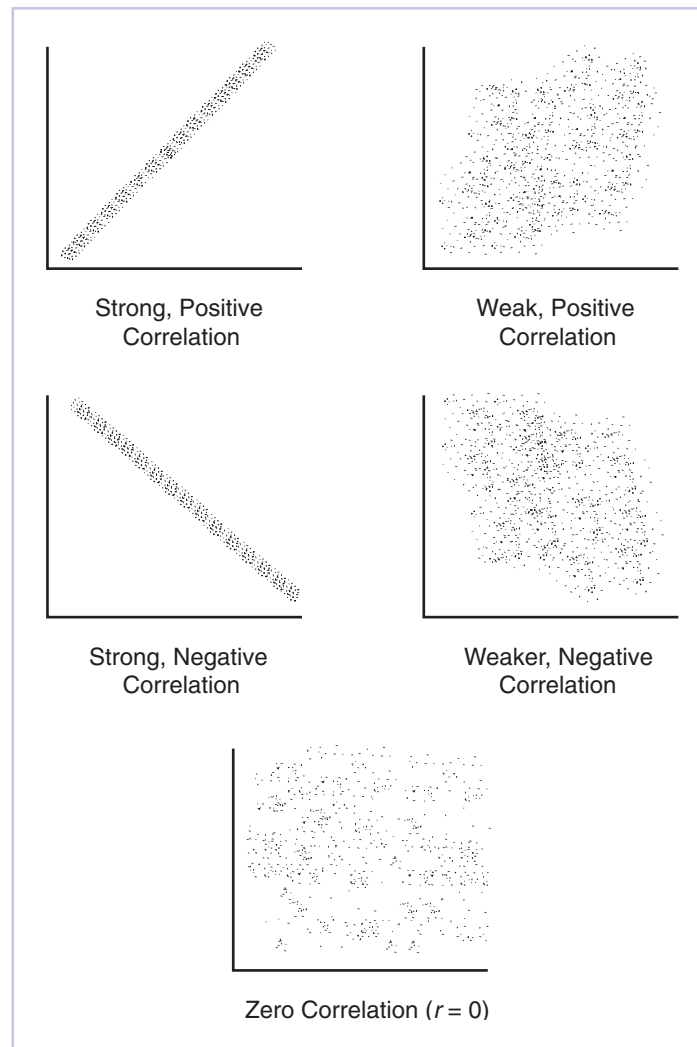 Strong, Positive
Correlation
Weak, Positive
Correlation
Strong, Negative
Correlation
Weaker, Negative
Correlation
Zero Correlation (r = 0)